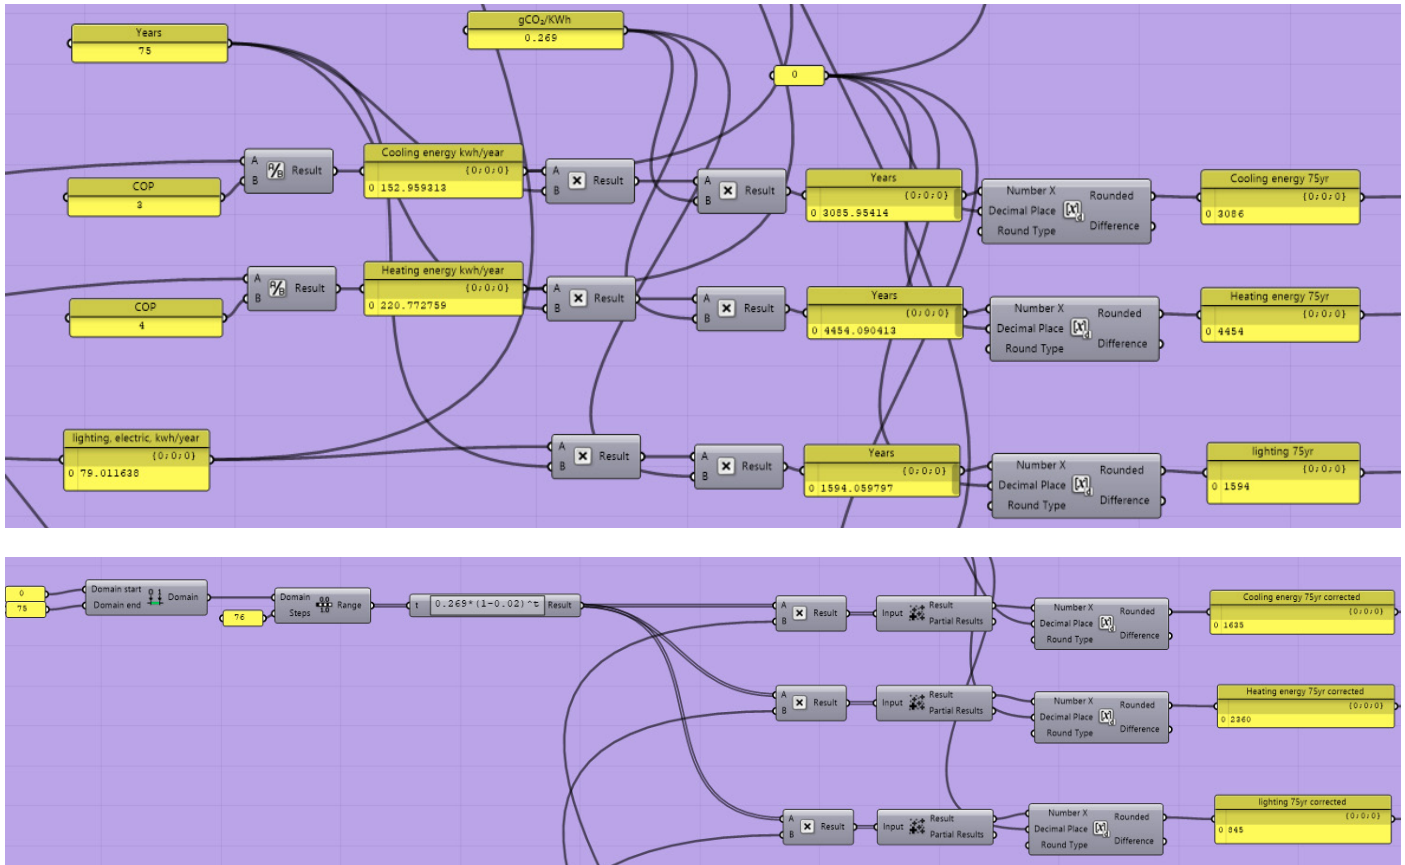 Years
75
gCO₂/KWh
0.269
0
A
B
A/B
Result
Cooling energy kwh/year
{0;0;0}
0 152.959313
COP
3
A
B
×
Result
A
B
×
Result
Years
{0;0;0}
0 3085.95414
Number X
Decimal Place
Round Type
Rounded
Difference
Cooling energy 75yr
{0;0;0}
0 3086
A
B
A/B
Result
Heating energy kwh/year
{0;0;0}
0 220.772759
COP
4
A
B
×
Result
A
B
×
Result
Years
{0;0;0}
0 4454.090413
Number X
Decimal Place
Round Type
Rounded
Difference
Heating energy 75yr
{0;0;0}
0 4454
lighting, electric, kwh/year
{0;0;0}
0 79.011638
A
B
×
Result
A
B
×
Result
Years
{0;0;0}
0 1594.059797
Number X
Decimal Place
Round Type
Rounded
Difference
lighting 75yr
{0;0;0}
0 1594
0
75
Domain start
Domain end
Domain
76
Domain
Steps
Range
t
0.269*(1-0.02)^t
Result
A
B
×
Result
Input
Result
Partial Results
Number X
Decimal Place
Round Type
Rounded
Difference
Cooling energy 75yr corrected
{0;0;0}
0 1635
A
B
×
Result
Input
Result
Partial Results
Number X
Decimal Place
Round Type
Rounded
Difference
Heating energy 75yr corrected
{0;0;0}
0 2360
A
B
×
Result
Input
Result
Partial Results
Number X
Decimal Place
Round Type
Rounded
Difference
lighting 75yr corrected
{0;0;0}
0 845